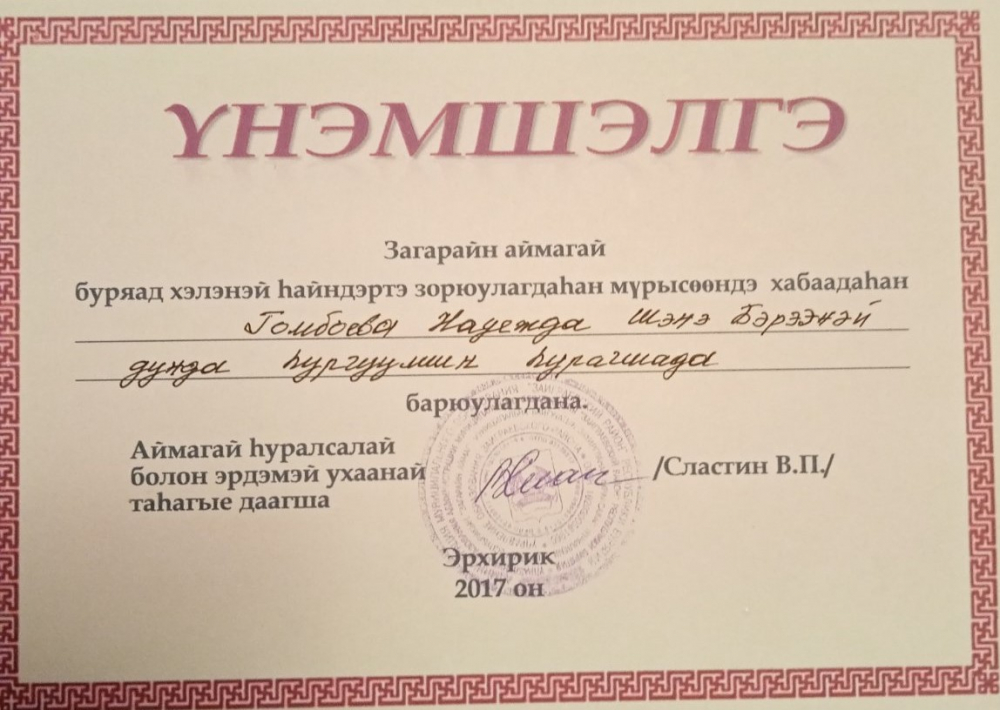 ҮНЭМШЭЛГЭ
Загарайн аймагай
буряад хэлэнэй һайндэртэ зорюулагдаһан мүрысөөндэ хабаадаһан
Гомбоева Надежда Шэнэ Бэрээнэй
дунда һургуулиин һурагшада
барюулагдана.
Аймагай һуралсалай
болон эрдэмэй ухаанай
таһагые даагша
/Сластин В.П./
Эрхирик
2017 он